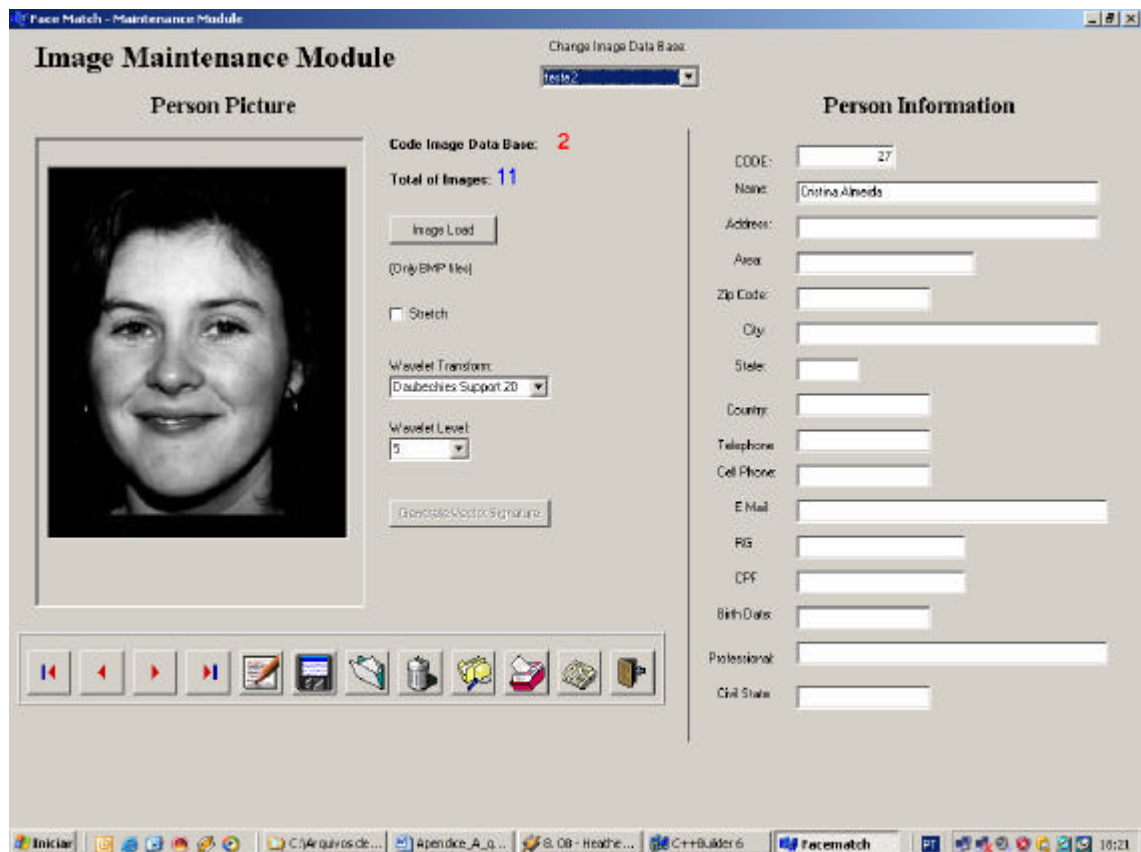 Face Match - Maintenance Module
Image Maintenance Module
Change Image Data Base:
teste2
Person Picture
Person Information
Code Image Data Base: 2
Total of Images: 11
Image Load
(Only BMP files)
Stretch
Wavelet Transform:
Daubechies Support 20
Wavelet Level:
5
Generate Vector Signature
CODE: 27
Name: Cristina Almeida
Address:
Area:
Zip Code:
City:
State:
Country:
Telephone
Cell Phone:
E Mail
RG
CPF
Birth Date:
Professional:
Civil State
Iniciar
C:\Arquivos de...
Apendice_A_q...
8. 08 - Heathe...
C++Builder 6
Facematch
PT
16:21